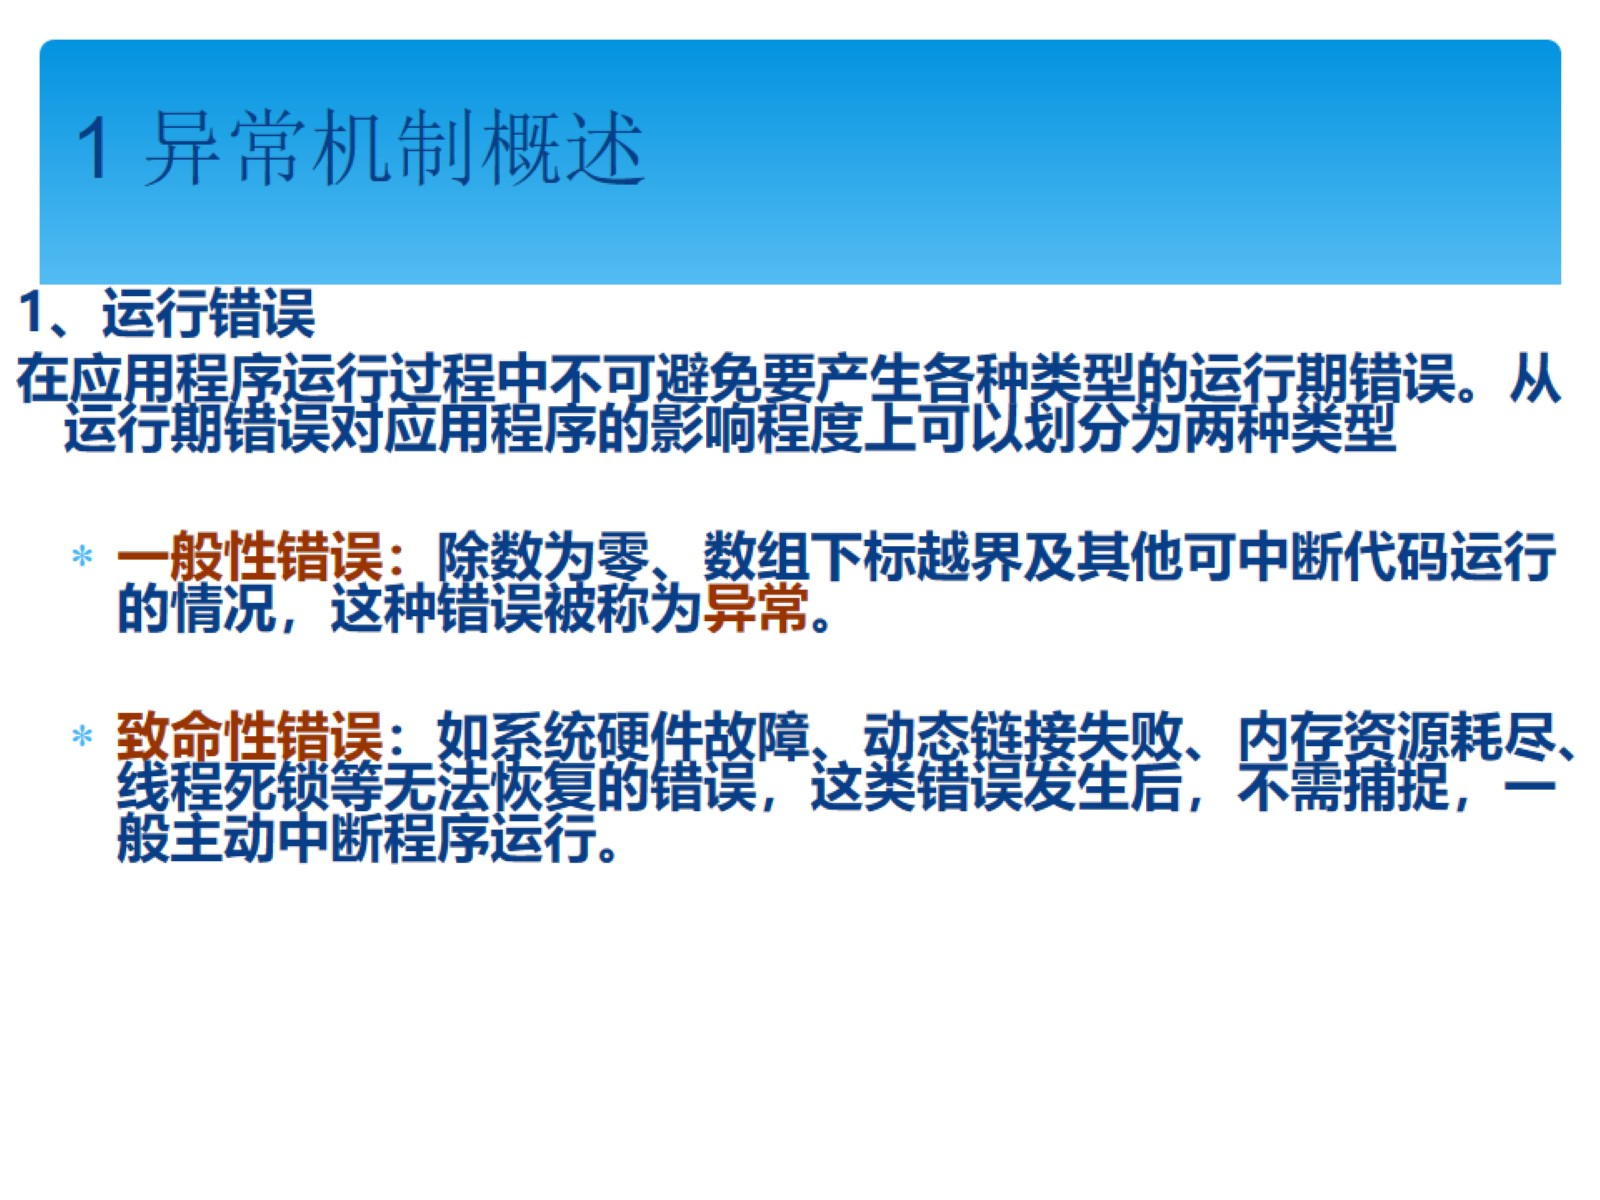 1 异常机制概述
1、运行错误
在应用程序运行过程中不可避免要产生各种类型的运行期错误。从
运行期错误对应用程序的影响程度上可以划分为两种类型
* 一般性错误：除数为零、数组下标越界及其他可中断代码运行
的情况，这种错误被称为异常。
* 致命性错误：如系统硬件故障、动态链接失败、内存资源耗尽、
线程死锁等无法恢复的错误，这类错误发生后，不需捕捉，一
般主动中断程序运行。